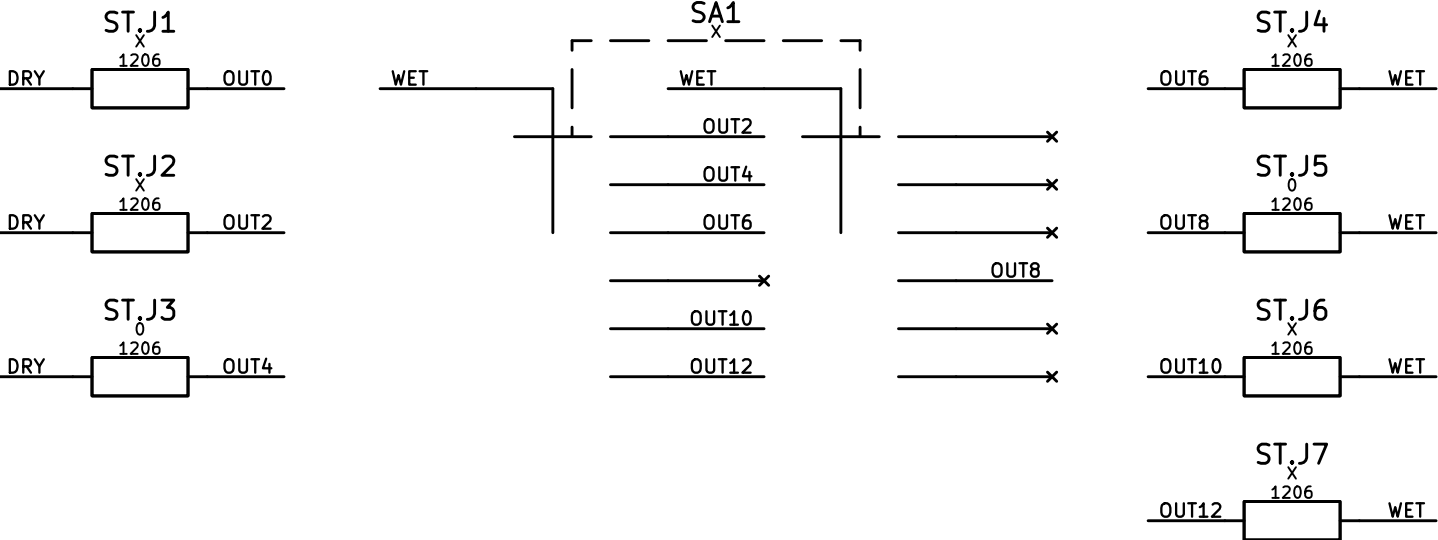 ST.J1
X
1206
DRY OUT0
ST.J2
X
1206
DRY OUT2
ST.J3
0
1206
DRY OUT4
SA1
X
WET WET
OUT2
OUT4
OUT6
OUT8
OUT10
OUT12
ST.J4
X
1206
OUT6 WET
ST.J5
0
1206
OUT8 WET
ST.J6
X
1206
OUT10 WET
ST.J7
X
1206
OUT12 WET